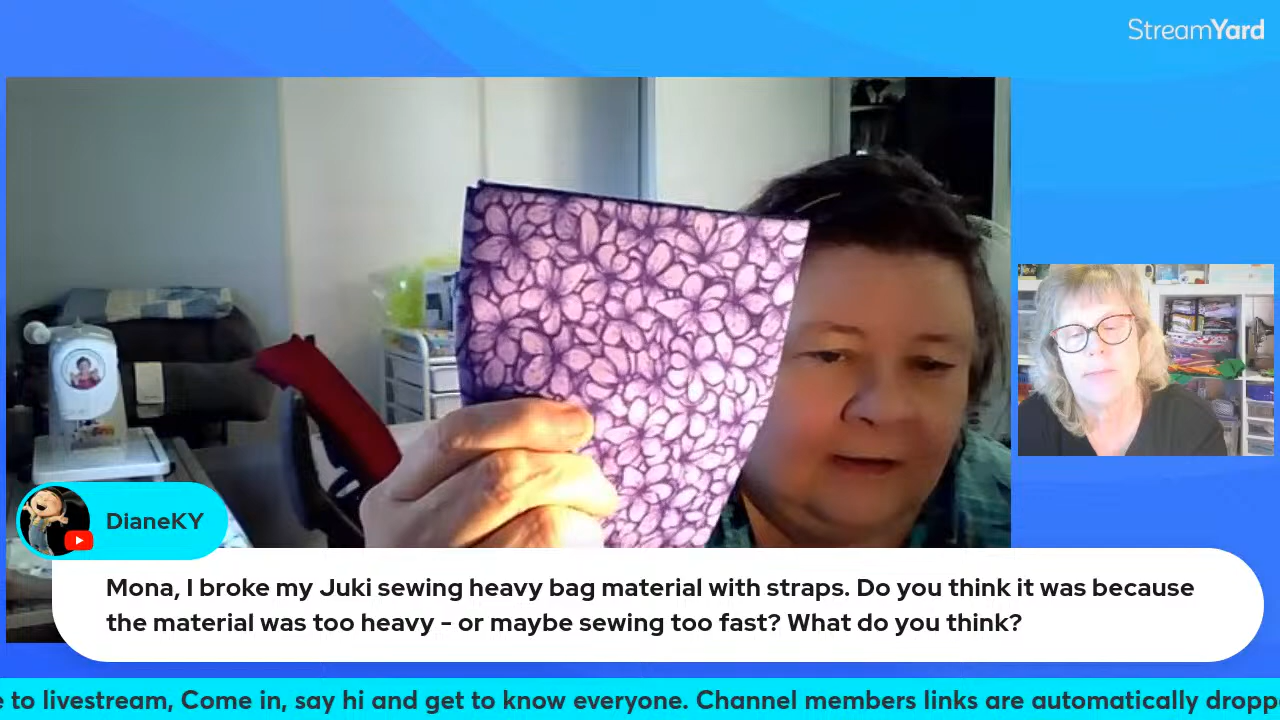 StreamYard
DianeKY
Mona, I broke my Juki sewing heavy bag material with straps. Do you think it was because
the material was too heavy - or maybe sewing too fast? What do you think?
e to livestream, Come in, say hi and get to know everyone. Channel members links are automatically dropp